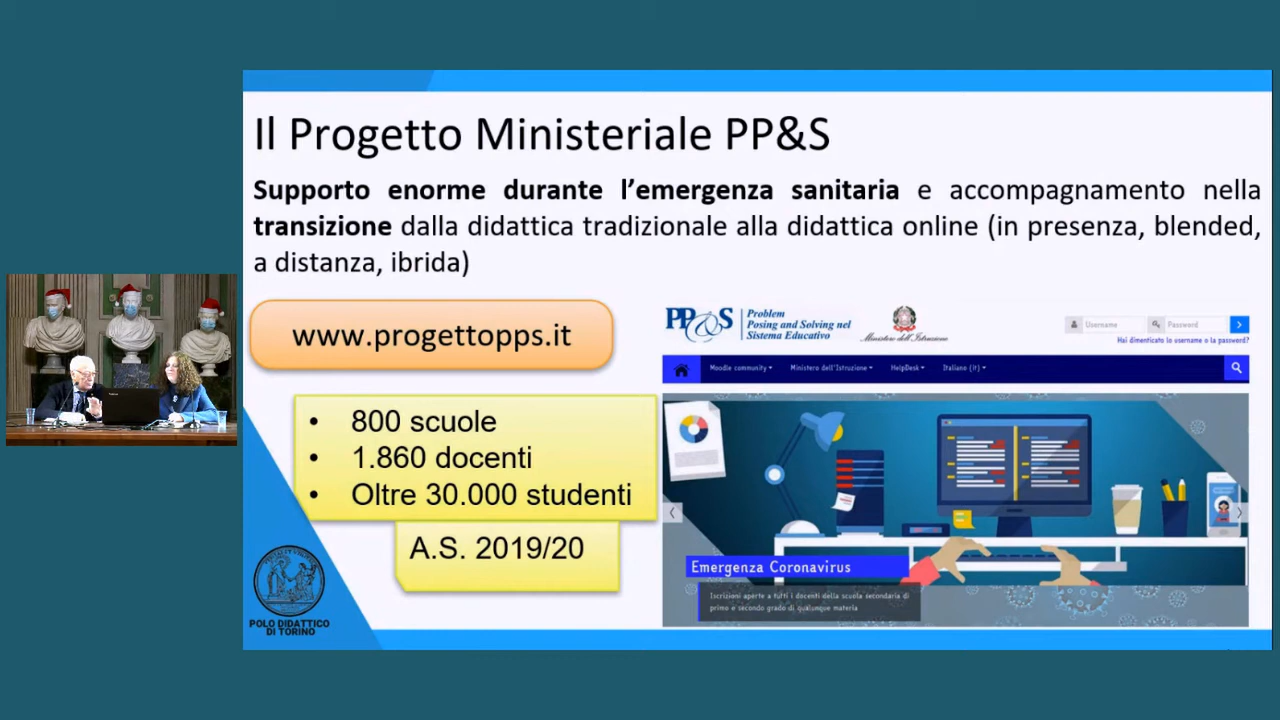 Il Progetto Ministeriale PP&S
Supporto enorme durante l’emergenza sanitaria e accompagnamento nella
transizione dalla didattica tradizionale alla didattica online (in presenza, blended,
a distanza, ibrida)
www.progettopps.it
• 800 scuole
• 1.860 docenti
• Oltre 30.000 studenti
A.S. 2019/20
POLO DIDATTICO
DI TORINO
PP&S
Problem
Posing and Solving nel
Sistema Educativo
Ministero dell'Istruzione
Username
Password
Hai dimenticato lo username o la password?
Moodle community
Ministero dell'Istruzione
HelpDesk
Italiano (it)
Emergenza Coronavirus
Iscrizioni aperte a tutti i docenti della scuola secondaria di
primo e secondo grado di qualunque materia